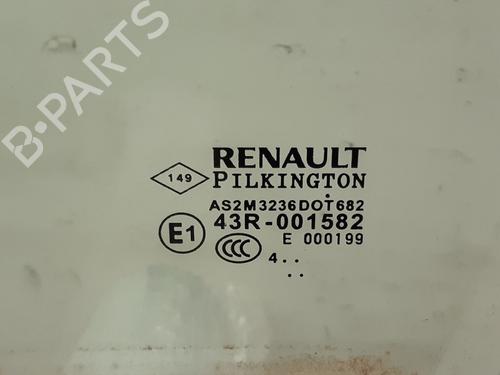 B-PARTS
RENAULT
149 PILKINGTON
AS2M3236DOT682
E1 43R-001582
CCC E 000199
4..
..